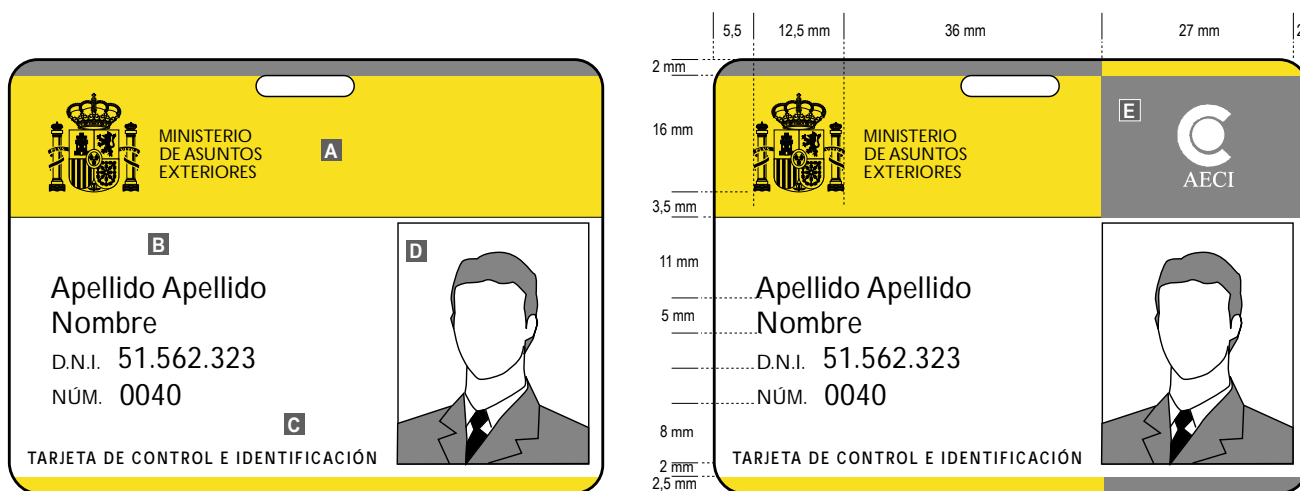 5,5 12,5 mm 36 mm 27 mm 2
2 mm
16 mm
3,5 mm
11 mm
5 mm
8 mm
2 mm
2,5 mm
MINISTERIO
DE ASUNTOS
EXTERIORES
A
B
D
Apellido Apellido
Nombre
D.N.I. 51.562.323
NÚM. 0040
C
TARJETA DE CONTROL E IDENTIFICACIÓN
MINISTERIO
DE ASUNTOS
EXTERIORES
E
AECI
Apellido Apellido
Nombre
D.N.I. 51.562.323
NÚM. 0040
TARJETA DE CONTROL E IDENTIFICACIÓN